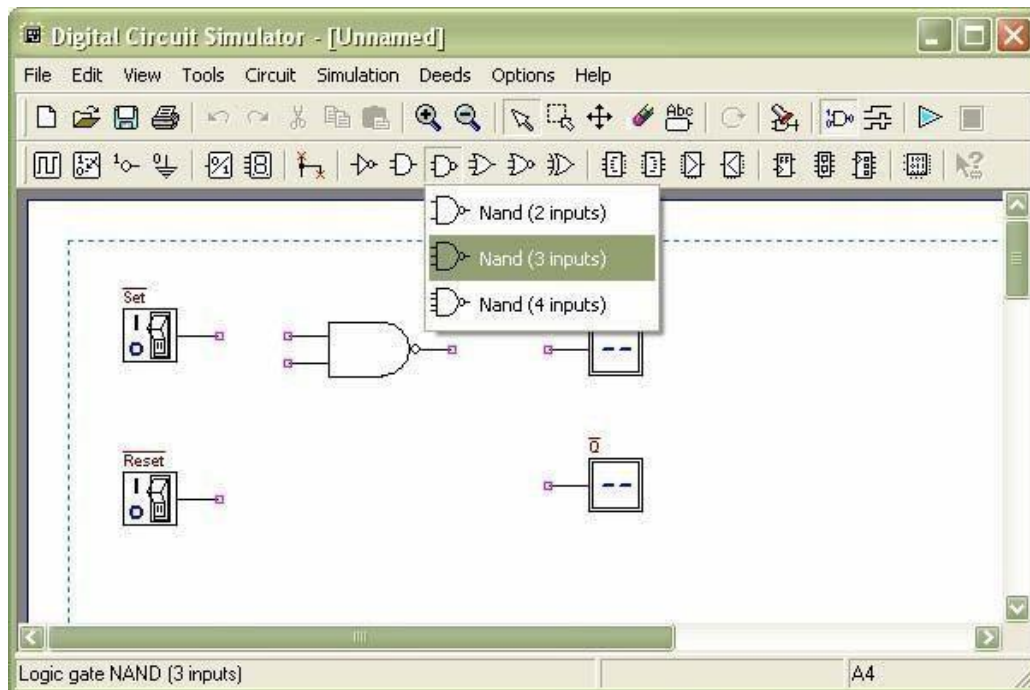 Digital Circuit Simulator - [Unnamed]
File Edit View Tools Circuit Simulation Deeds Options Help
Abc
Nand (2 inputs)
Nand (3 inputs)
Nand (4 inputs)
Set
Reset
Q
Logic gate NAND (3 inputs)
A4